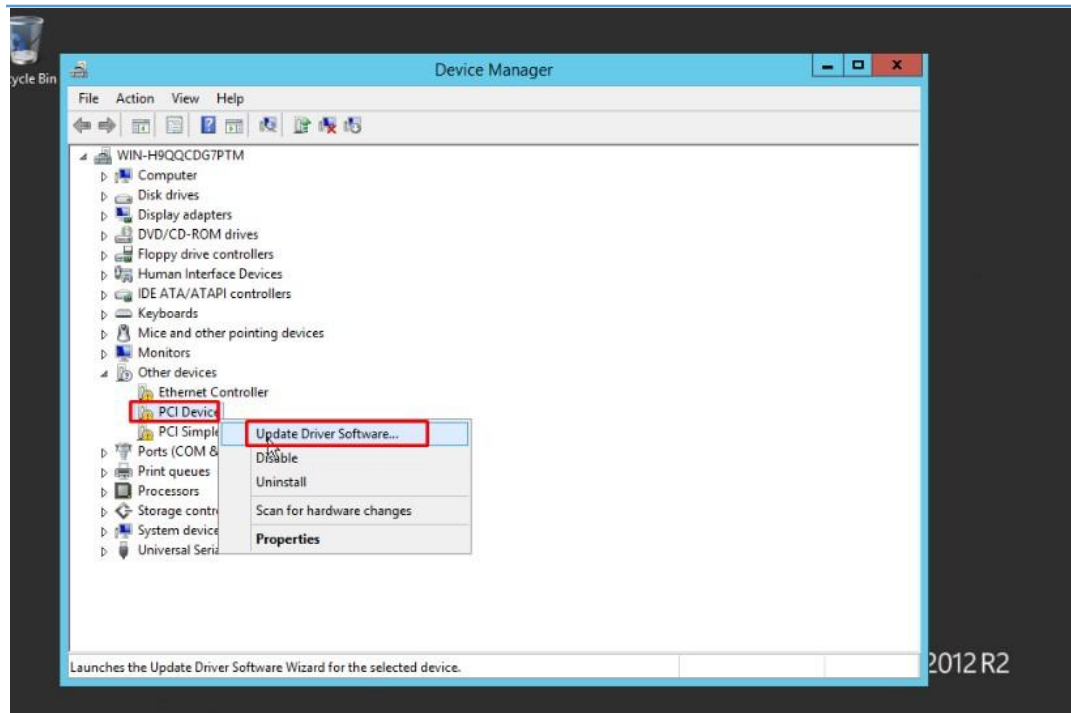 ycle Bin
Device Manager
File Action View Help
WIN-H9QQCDG7PTM
Computer
Disk drives
Display adapters
DVD/CD-ROM drives
Floppy drive controllers
Human Interface Devices
IDE ATA/ATAPI controllers
Keyboards
Mice and other pointing devices
Monitors
Other devices
Ethernet Controller
PCI Device
PCI Simple
Ports (COM &
Print queues
Processors
Storage contr
System device
Universal Seria
Update Driver Software...
Disable
Uninstall
Scan for hardware changes
Properties
Launches the Update Driver Software Wizard for the selected device.
2012 R2